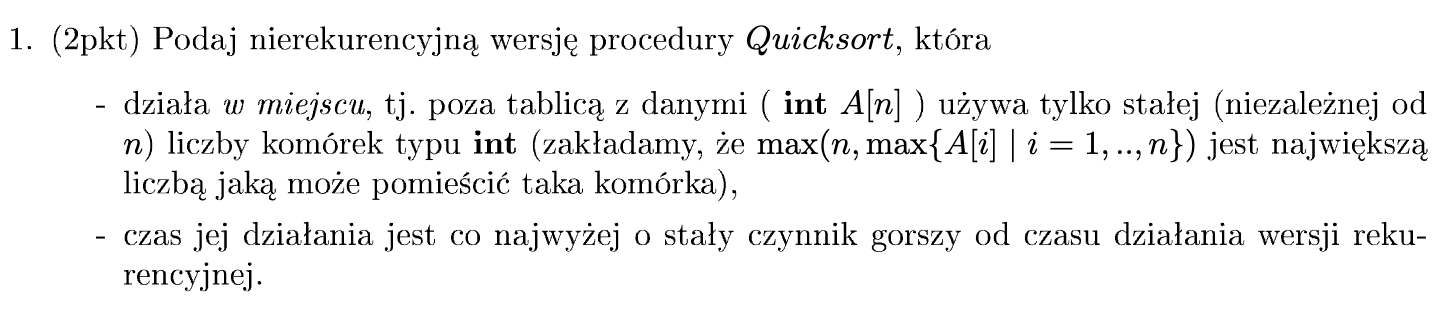 1. (2pkt) Podaj nierekurencyjną wersję procedury Quicksort, która
- działa w miejscu, tj. poza tablicą z danymi ( int A[n] ) używa tylko stałej (niezależnej od
n) liczby komórek typu int (zakładamy, że max(n, max{A[i] | i = 1, .., n}) jest największą
liczbą jaką może pomieścić taka komórka),
- czas jej działania jest co najwyżej o stały czynnik gorszy od czasu działania wersji reku-
rencyjnej.